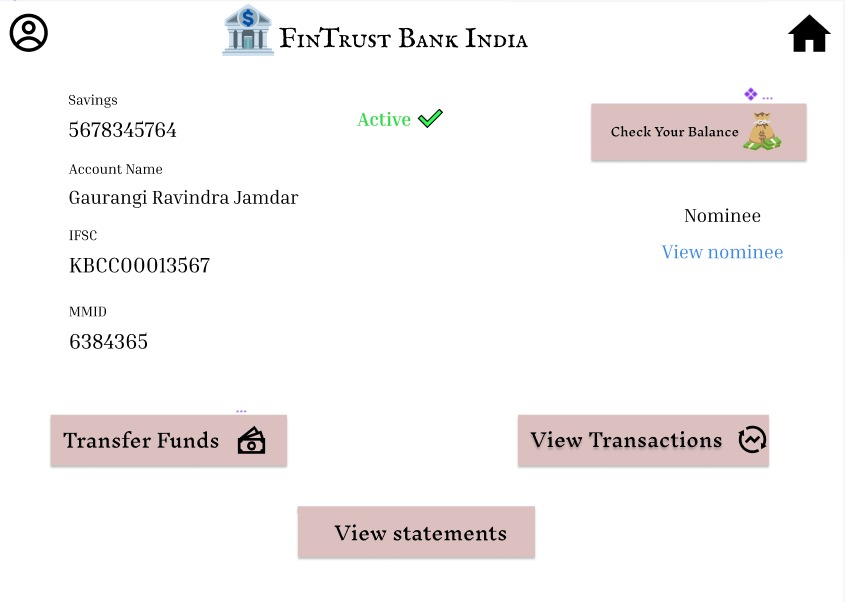 FinTrust Bank India
Savings
5678345764
Active
Check Your Balance
Account Name
Gaurangi Ravindra Jamdar
Nominee
IFSC
View nominee
KBCC00013567
MMID
6384365
Transfer Funds
View Transactions
View statements